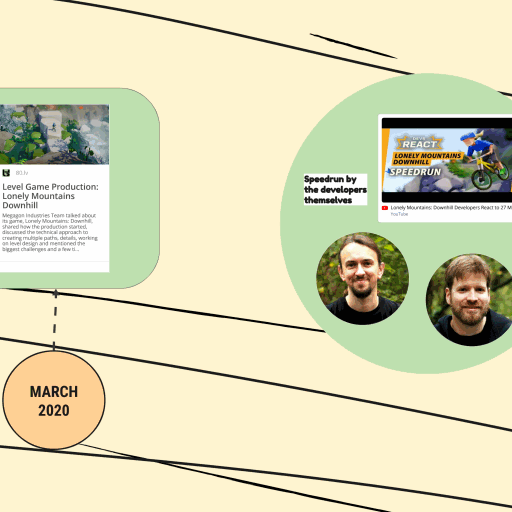 80.lv
Level Game Production:
Lonely Mountains
Downhill
Megagon Industries Team talked about
its game, Lonely Mountains: Downhill,
shared how the production started,
discussed the technical approach to
creating multiple paths, details, working
on level design and mentioned the
biggest challenges and a few ti...
MARCH
2020
Speedrun by
the developers
themselves
REACT
LONELY MOUNTAINS
DOWNHILL
SPEEDRUN
Lonely Mountains: Downhill Developers React to 27 M
YouTube